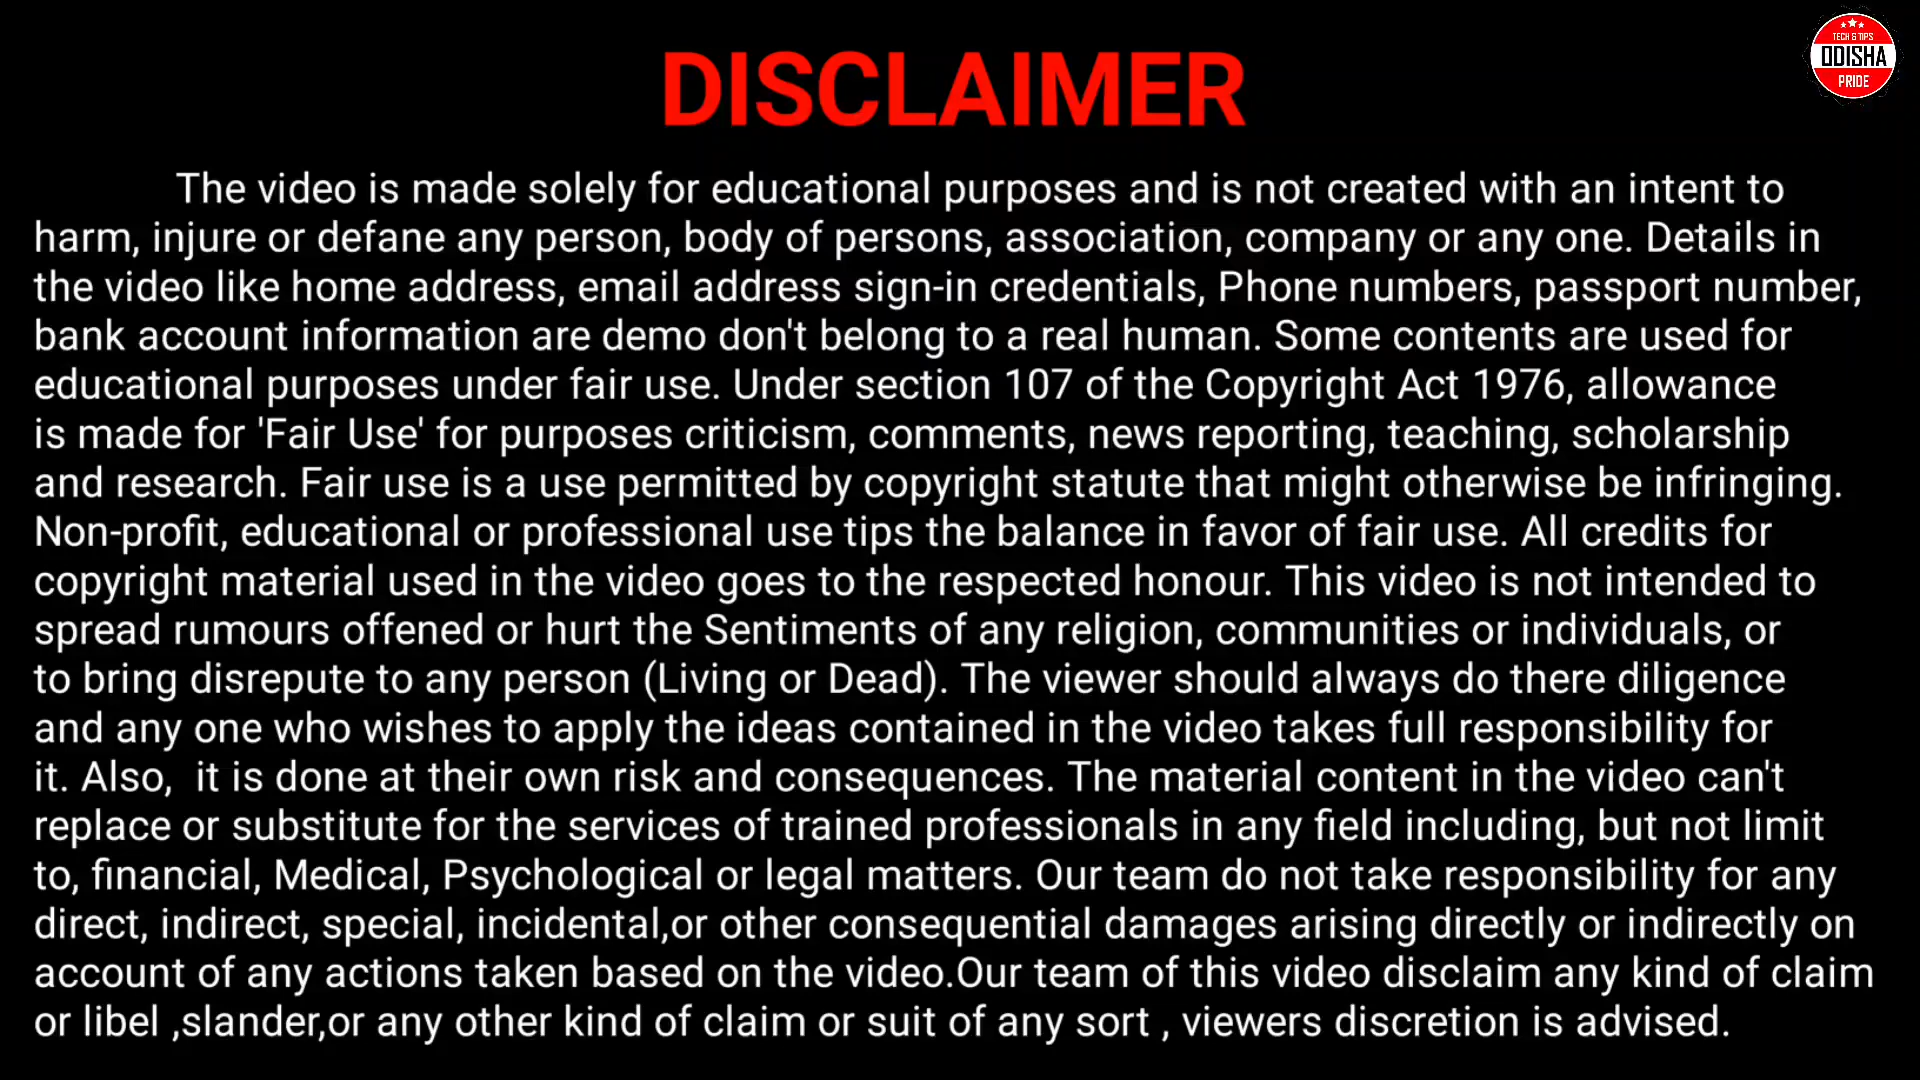 DISCLAIMER
TECH & TIPS
ODISHA
PRIDE
The video is made solely for educational purposes and is not created with an intent to
harm, injure or defane any person, body of persons, association, company or any one. Details in
the video like home address, email address sign-in credentials, Phone numbers, passport number,
bank account information are demo don't belong to a real human. Some contents are used for
educational purposes under fair use. Under section 107 of the Copyright Act 1976, allowance
is made for 'Fair Use' for purposes criticism, comments, news reporting, teaching, scholarship
and research. Fair use is a use permitted by copyright statute that might otherwise be infringing.
Non-profit, educational or professional use tips the balance in favor of fair use. All credits for
copyright material used in the video goes to the respected honour. This video is not intended to
spread rumours offened or hurt the Sentiments of any religion, communities or individuals, or
to bring disrepute to any person (Living or Dead). The viewer should always do there diligence
and any one who wishes to apply the ideas contained in the video takes full responsibility for
it. Also,  it is done at their own risk and consequences. The material content in the video can't
replace or substitute for the services of trained professionals in any field including, but not limit
to, financial, Medical, Psychological or legal matters. Our team do not take responsibility for any
direct, indirect, special, incidental,or other consequential damages arising directly or indirectly on
account of any actions taken based on the video.Our team of this video disclaim any kind of claim
or libel ,slander,or any other kind of claim or suit of any sort , viewers discretion is advised.